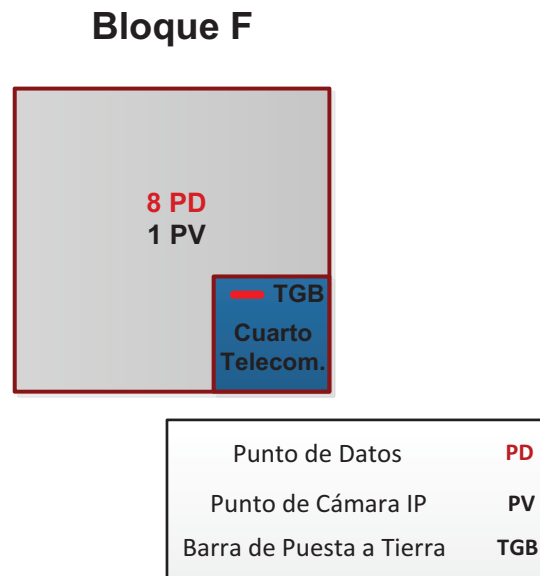 Bloque F
8 PD
1 PV
TGB
Cuarto
Telecom.
Punto de Datos PD
Punto de Cámara IP PV
Barra de Puesta a Tierra TGB